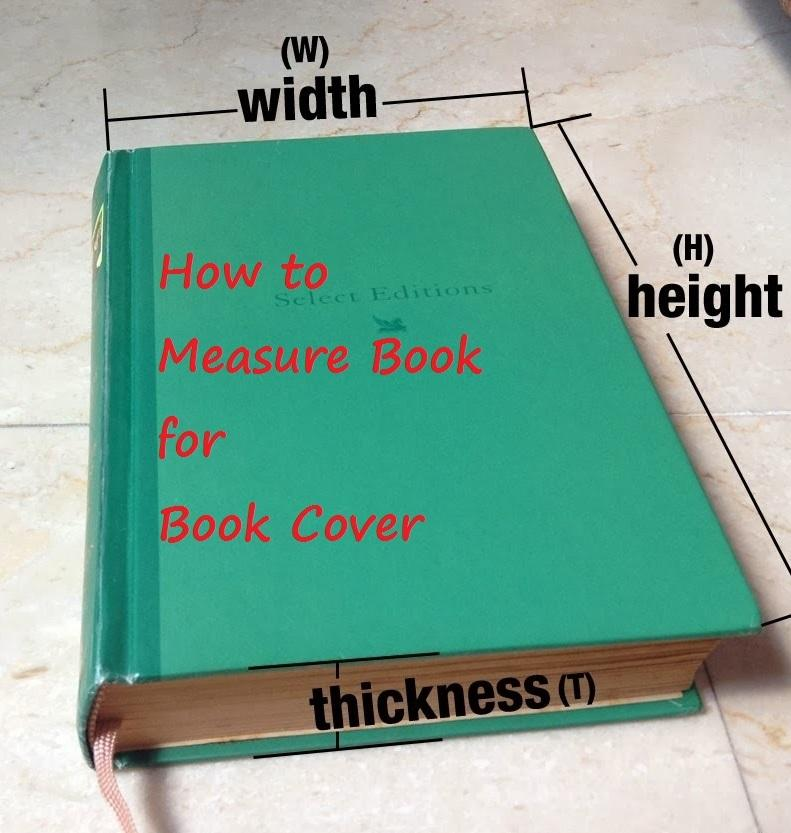 (W)
width
(H)
height
How to
Select Editions
Measure Book
for
Book Cover
thickness (T)